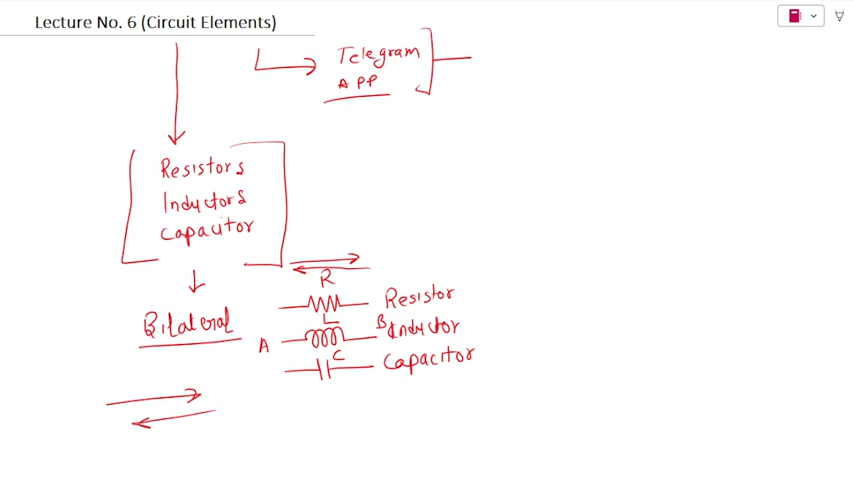 Lecture No. 6 (Circuit Elements)
Telegram
APP
Resistors
Inductors
Capacitor
Bilateral
R
Resistor
L
A
B
Inductor
C
Capacitor